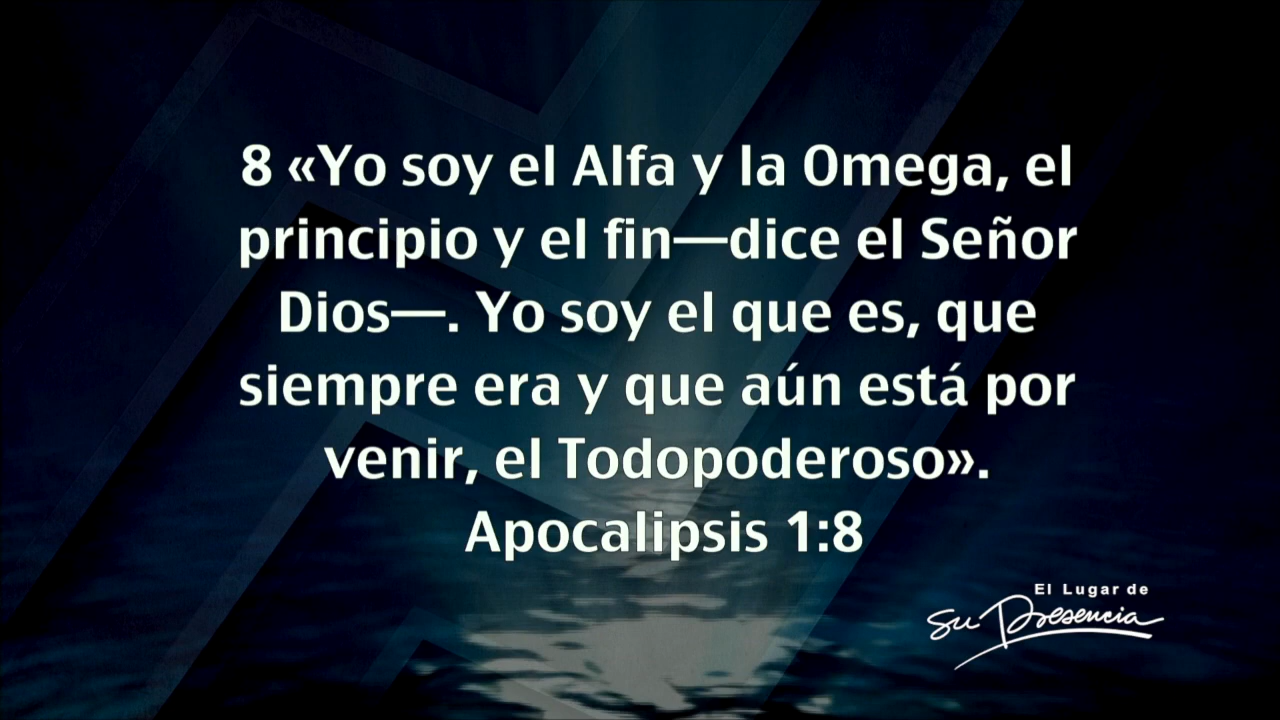 8 «Yo soy el Alfa y la Omega, el
principio y el fin—dice el Señor
Dios—. Yo soy el que es, que
siempre era y que aún está por
venir, el Todopoderoso».
Apocalipsis 1:8
El Lugar de
Su Presencia